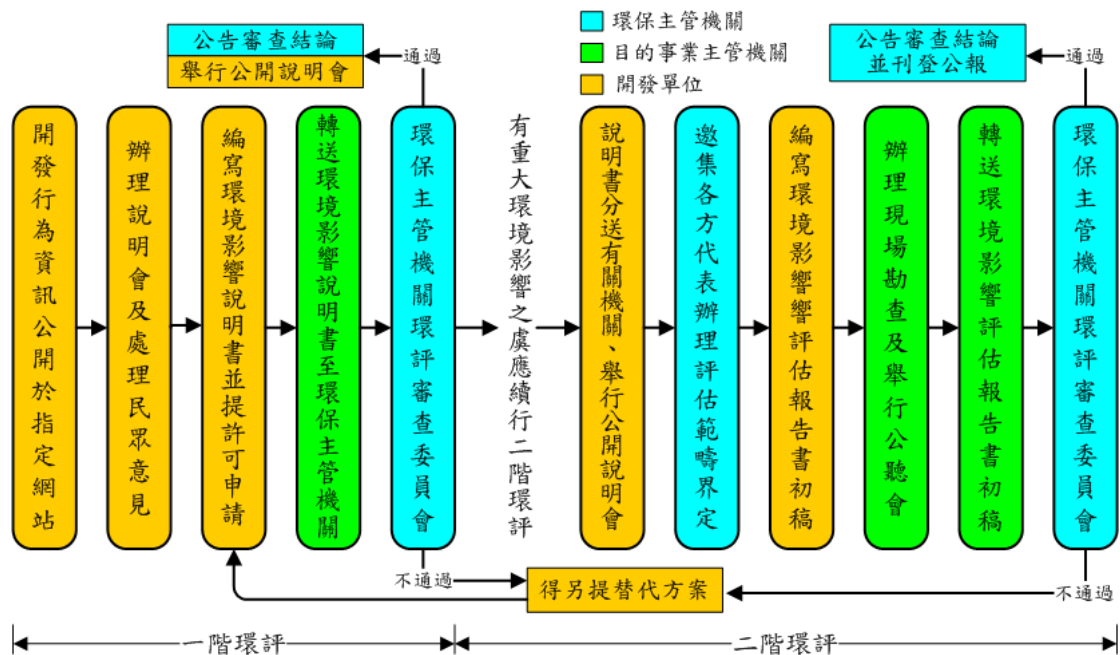 公告審查結論
舉行公開說明會
通過
環保主管機關
目的事業主管機關
開發單位
公告審查結論
並刊登公報
通過
開發行為資訊公開於指定網站
辦理說明會及處理民眾意見
編寫環境影響說明書並提許可申請
轉送環境影響說明書至環保主管機關
環保主管機關環評審查委員會
有重大環境影響之虞應續行二階環評
說明書分送有關機關、舉行公開說明會
邀集各方代表辦理評估範疇界定
編寫環境影響響評估報告書初稿
辦理現場勘查及舉行公聽會
轉送環境影響評估報告書初稿
環保主管機關環評審查委員會
不通過
得另提替代方案
不通過
一階環評
二階環評